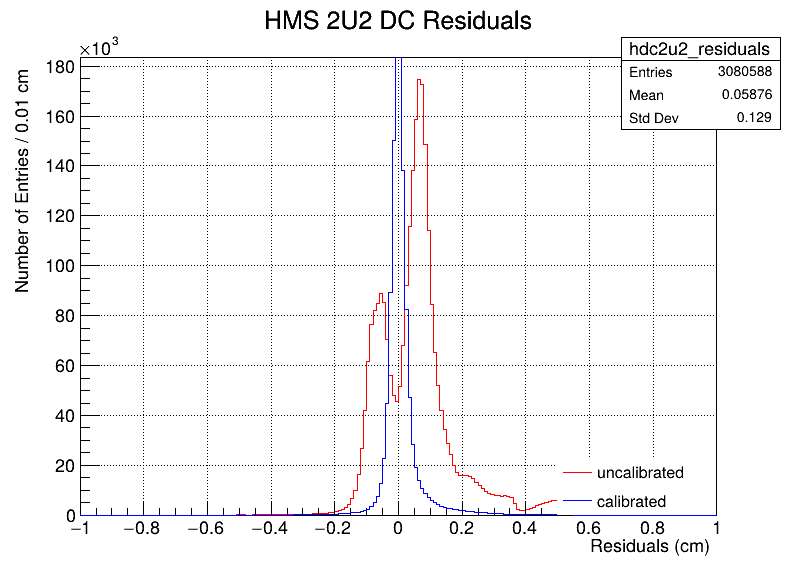 HMS 2U2 DC Residuals
×10³
hdc2u2_residuals
Entries 3080588
Mean 0.05876
Std Dev 0.129
Number of Entries / 0.01 cm
180
160
140
120
100
80
60
40
20
0
uncalibrated
calibrated
−1 −0.8 −0.6 −0.4 −0.2 0 0.2 0.4 0.6 0.8 1
Residuals (cm)